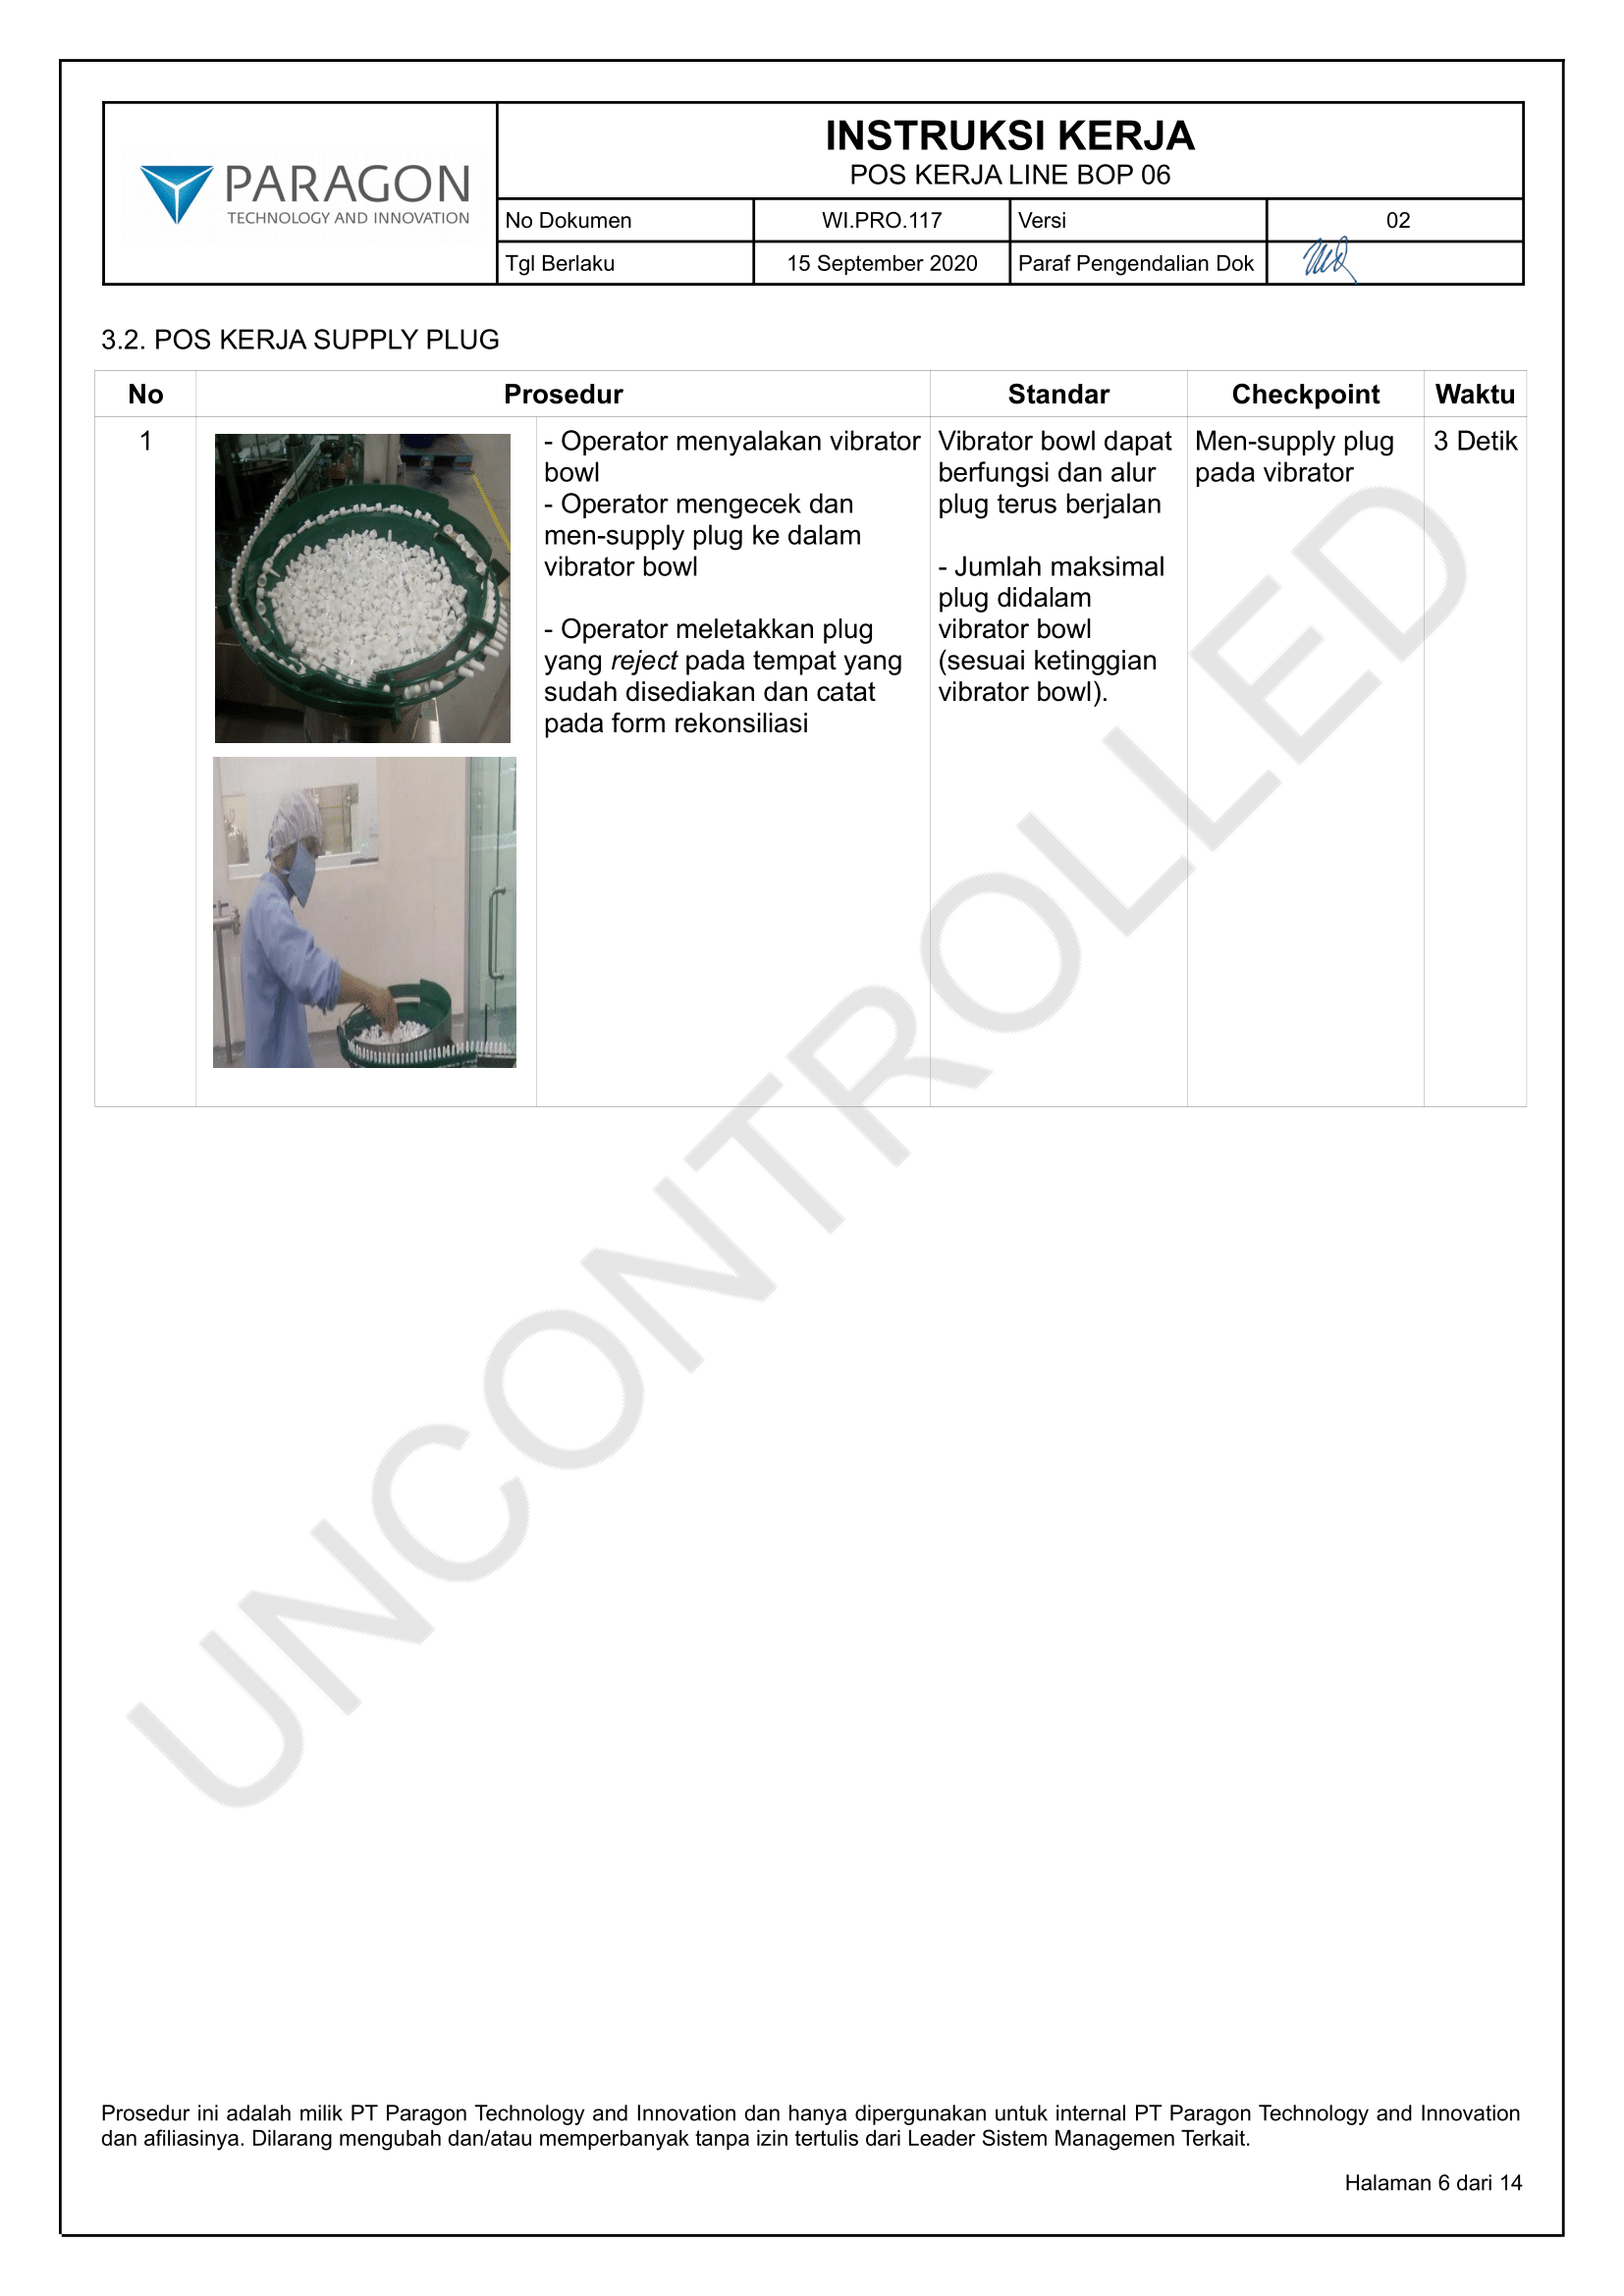 PARAGON
TECHNOLOGY AND INNOVATION
INSTRUKSI KERJA
POS KERJA LINE BOP 06
No Dokumen WI.PRO.117 Versi 02
Tgl Berlaku 15 September 2020 Paraf Pengendalian Dok
3.2. POS KERJA SUPPLY PLUG
No Prosedur Standar Checkpoint Waktu
1
- Operator menyalakan vibrator
bowl
- Operator mengecek dan
men-supply plug ke dalam
vibrator bowl
- Operator meletakkan plug
yang reject pada tempat yang
sudah disediakan dan catat
pada form rekonsiliasi
Vibrator bowl dapat
berfungsi dan alur
plug terus berjalan
- Jumlah maksimal
plug didalam
vibrator bowl
(sesuai ketinggian
vibrator bowl).
Men-supply plug
pada vibrator
3 Detik
UNCONTROLLED
Prosedur ini adalah milik PT Paragon Technology and Innovation dan hanya dipergunakan untuk internal PT Paragon Technology and Innovation
dan afiliasinya. Dilarang mengubah dan/atau memperbanyak tanpa izin tertulis dari Leader Sistem Managemen Terkait.
Halaman 6 dari 14